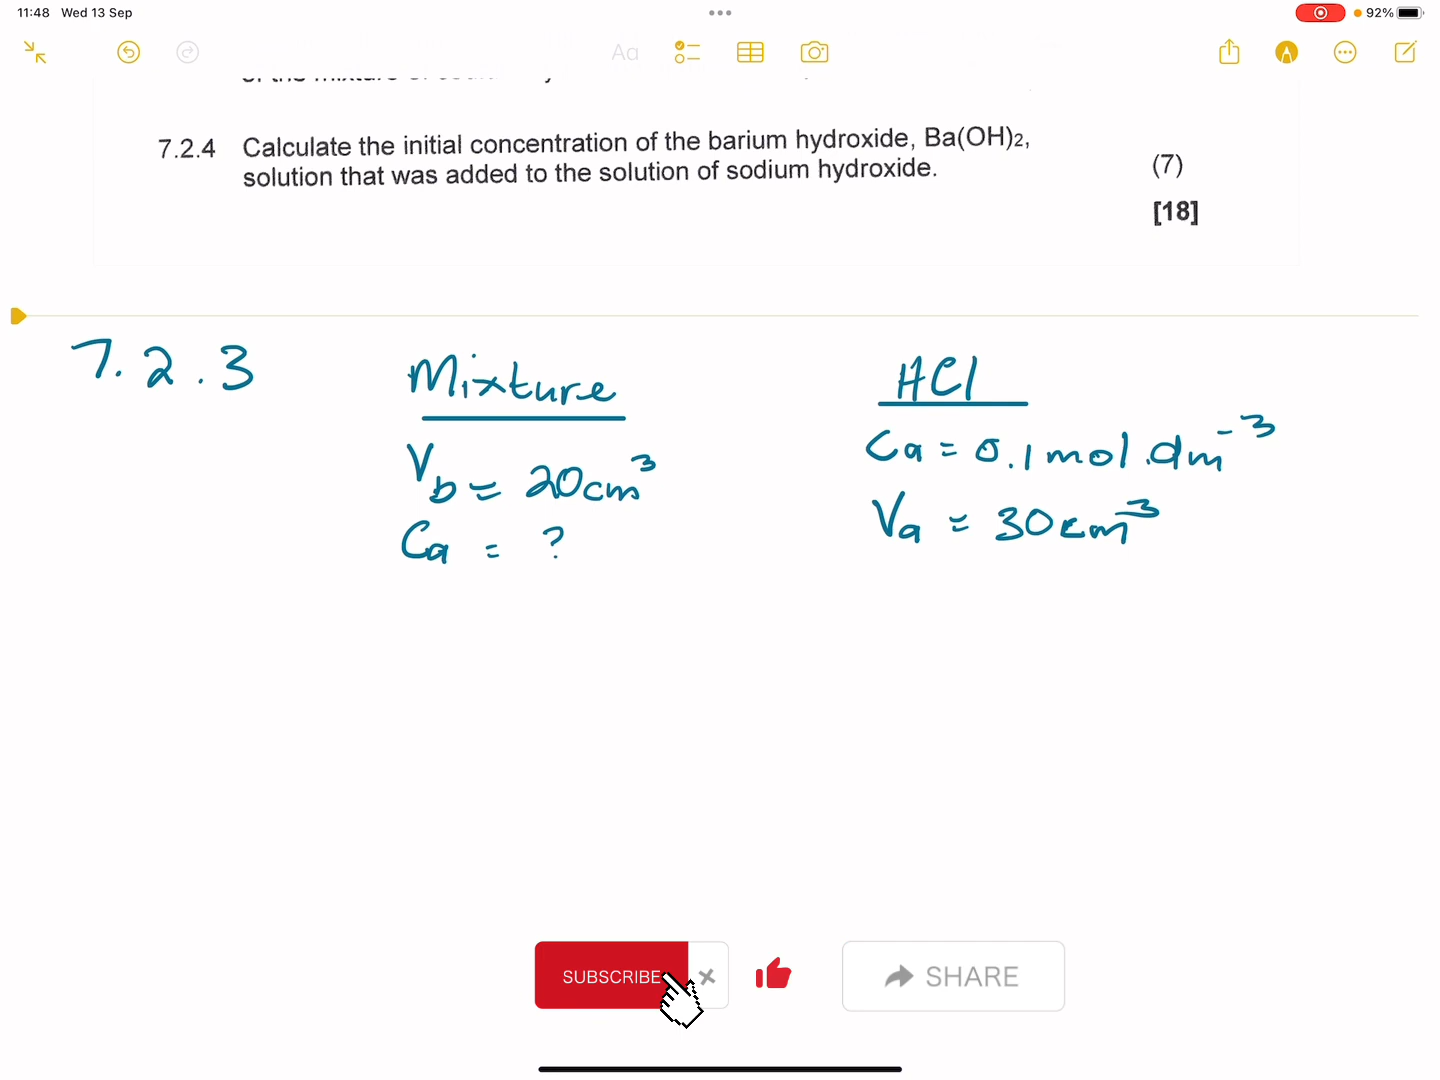 11:48 Wed 13 Sep
92%
Aa
7.2.4 Calculate the initial concentration of the barium hydroxide, Ba(OH)2,
solution that was added to the solution of sodium hydroxide.
(7)
[18]
7.2.3
Mixture
Vb = 20cm³
Ca = ?
HCl
Ca = 0.1mol.dm⁻³
Va = 30cm³
SUBSCRIBE
SHARE